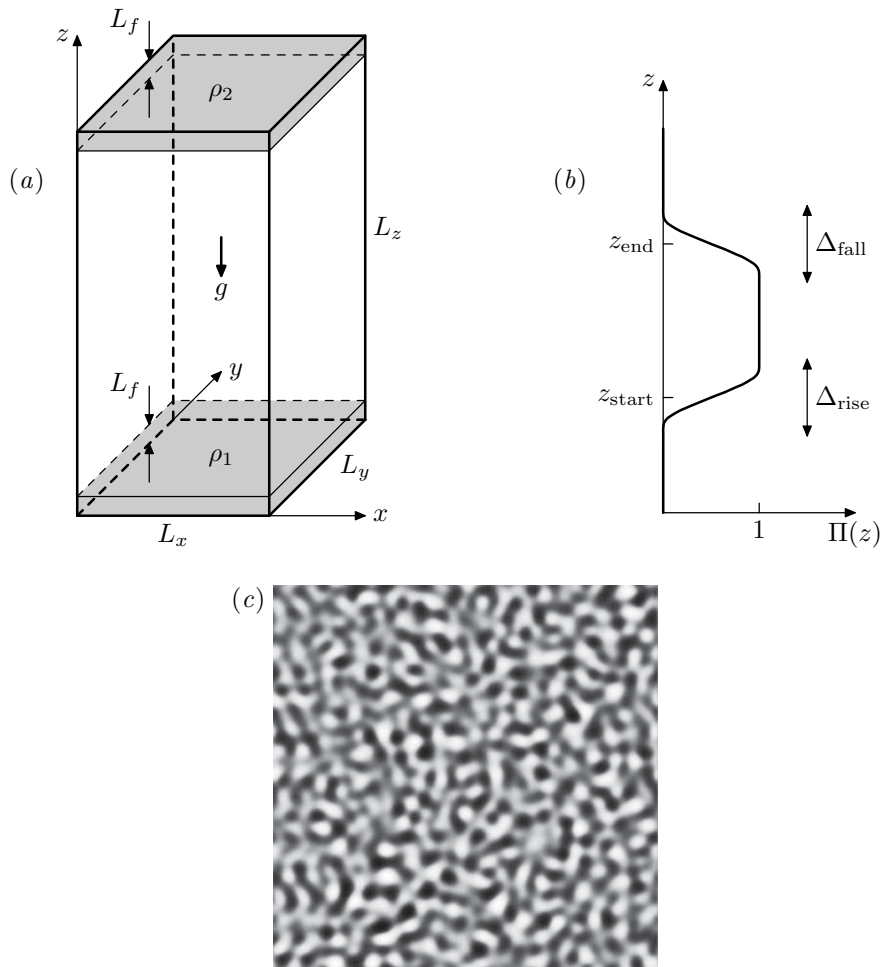 (a)
z
L_f
ρ_2
L_z
g
L_f
y
ρ_1
L_y
L_x
x
(b)
z
z_end
Δ_fall
z_start
Δ_rise
1
Π(z)
(c)